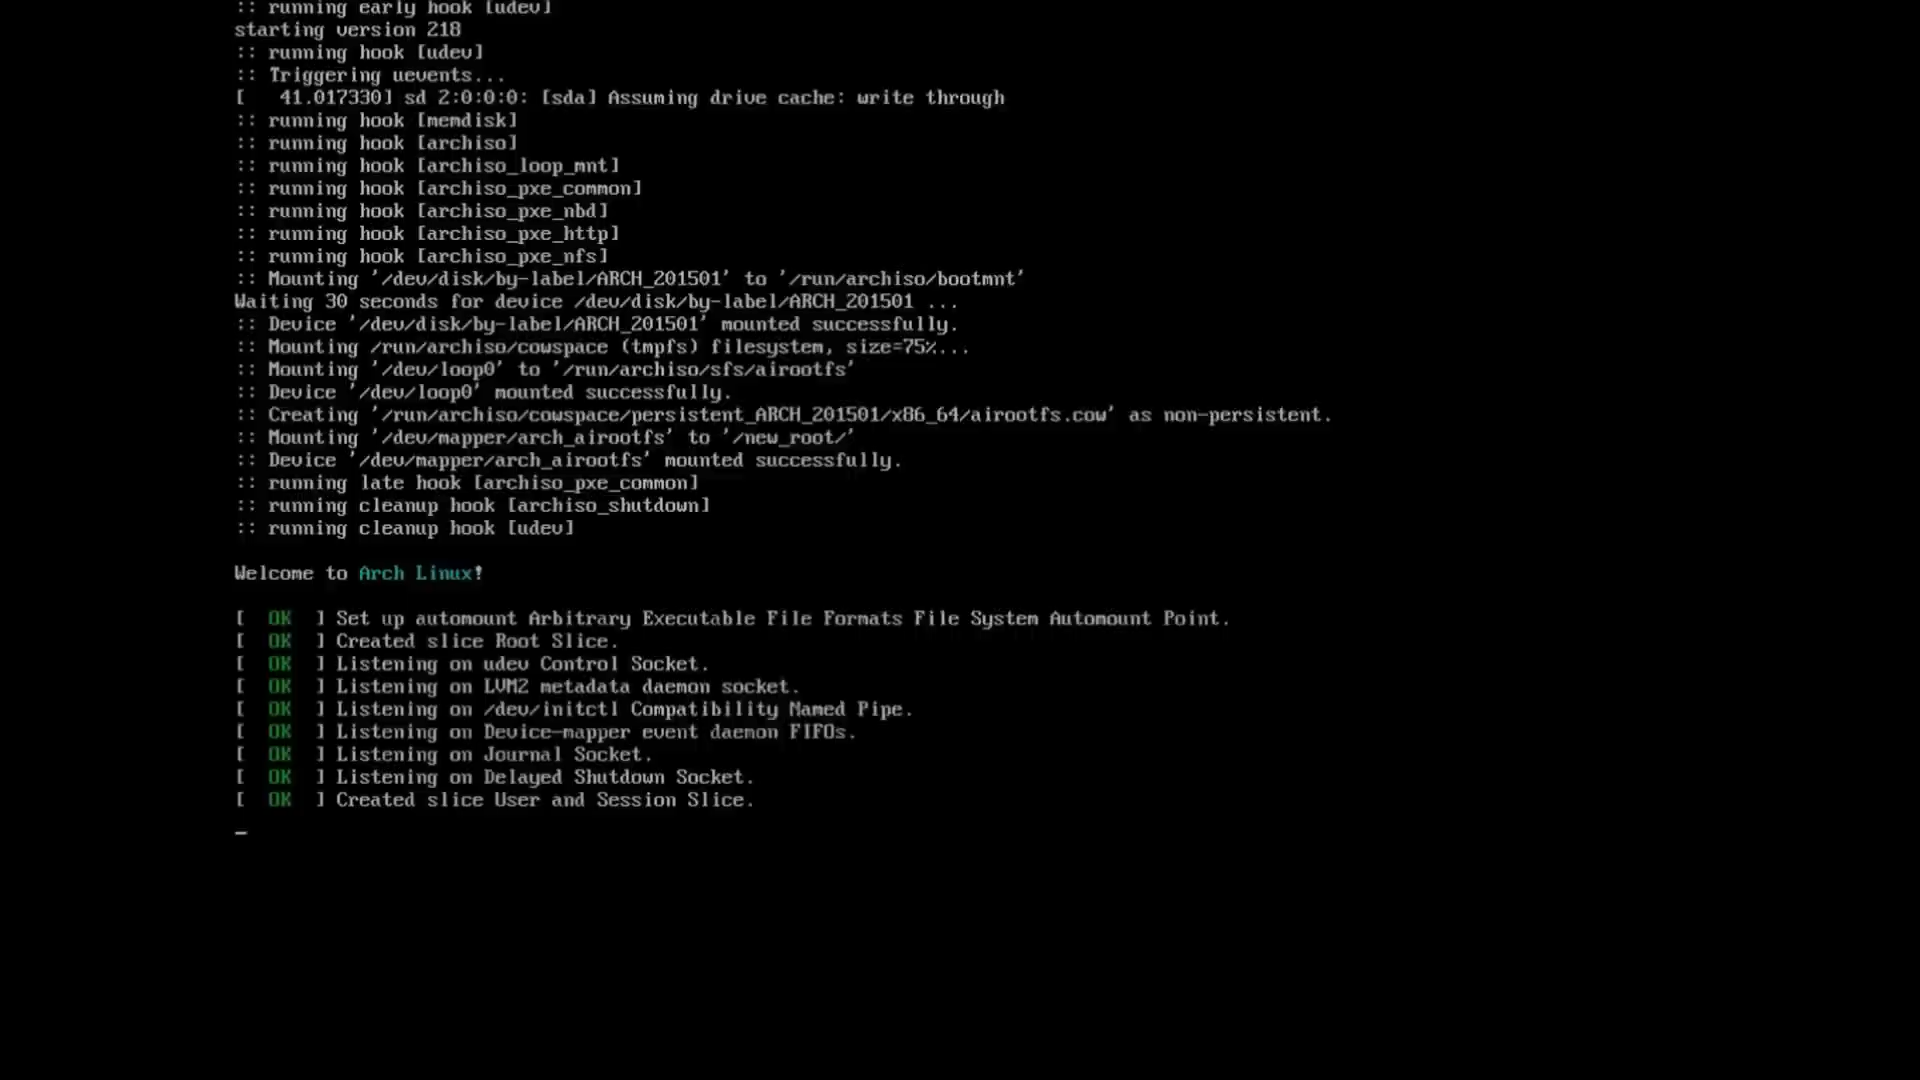 :: running early hook [udev]
starting version 218
:: running hook [udev]
:: Triggering uevents...
[   41.017330] sd 2:0:0:0: [sda] Assuming drive cache: write through
:: running hook [memdisk]
:: running hook [archiso]
:: running hook [archiso_loop_mnt]
:: running hook [archiso_pxe_common]
:: running hook [archiso_pxe_nbd]
:: running hook [archiso_pxe_http]
:: running hook [archiso_pxe_nfs]
:: Mounting '/dev/disk/by-label/ARCH_201501' to '/run/archiso/bootmnt'
Waiting 30 seconds for device /dev/disk/by-label/ARCH_201501 ...
:: Device '/dev/disk/by-label/ARCH_201501' mounted successfully.
:: Mounting /run/archiso/cowspace (tmpfs) filesystem, size=75%...
:: Mounting '/dev/loop0' to '/run/archiso/sfs/airootfs'
:: Device '/dev/loop0' mounted successfully.
:: Creating '/run/archiso/cowspace/persistent_ARCH_201501/x86_64/airootfs.cow' as non-persistent.
:: Mounting '/dev/mapper/arch_airootfs' to '/new_root/'
:: Device '/dev/mapper/arch_airootfs' mounted successfully.
:: running late hook [archiso_pxe_common]
:: running cleanup hook [archiso_shutdown]
:: running cleanup hook [udev]
Welcome to Arch Linux!
[  OK  ] Set up automount Arbitrary Executable File Formats File System Automount Point.
[  OK  ] Created slice Root Slice.
[  OK  ] Listening on udev Control Socket.
[  OK  ] Listening on LVM2 metadata daemon socket.
[  OK  ] Listening on /dev/initctl Compatibility Named Pipe.
[  OK  ] Listening on Device-mapper event daemon FIFOs.
[  OK  ] Listening on Journal Socket.
[  OK  ] Listening on Delayed Shutdown Socket.
[  OK  ] Created slice User and Session Slice.